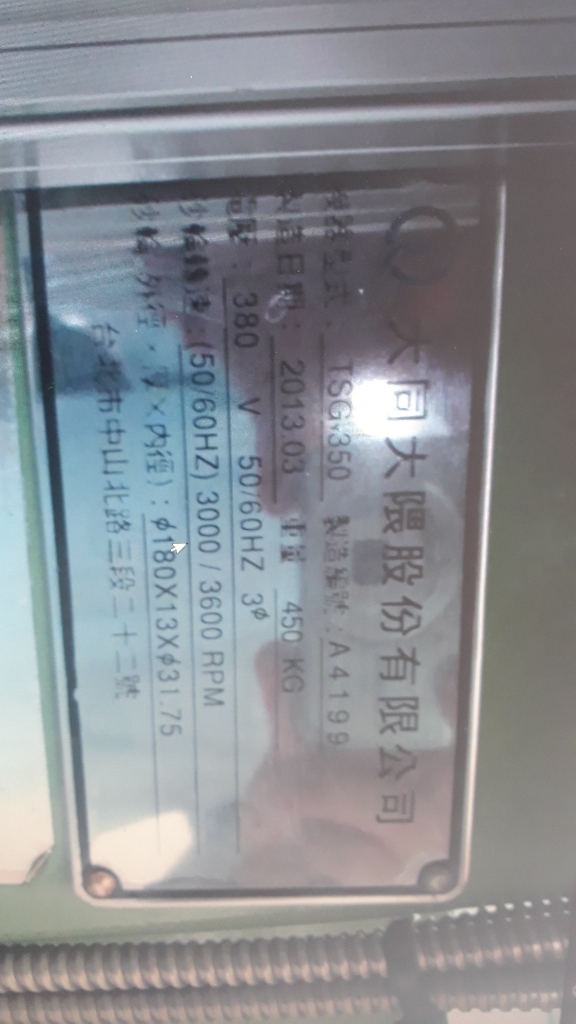 大同大隈股份有限公司
機器型式：TSG-350 製造編號：A4199
製造日期：2013.03 重量 450 KG
電壓：380 V 50/60HZ 3φ
砂輪轉速：(50/60HZ) 3000 / 3600 RPM
砂輪(外徑×厚×內徑)：φ180X13Xφ31.75
台北市中山北路三段二十二號